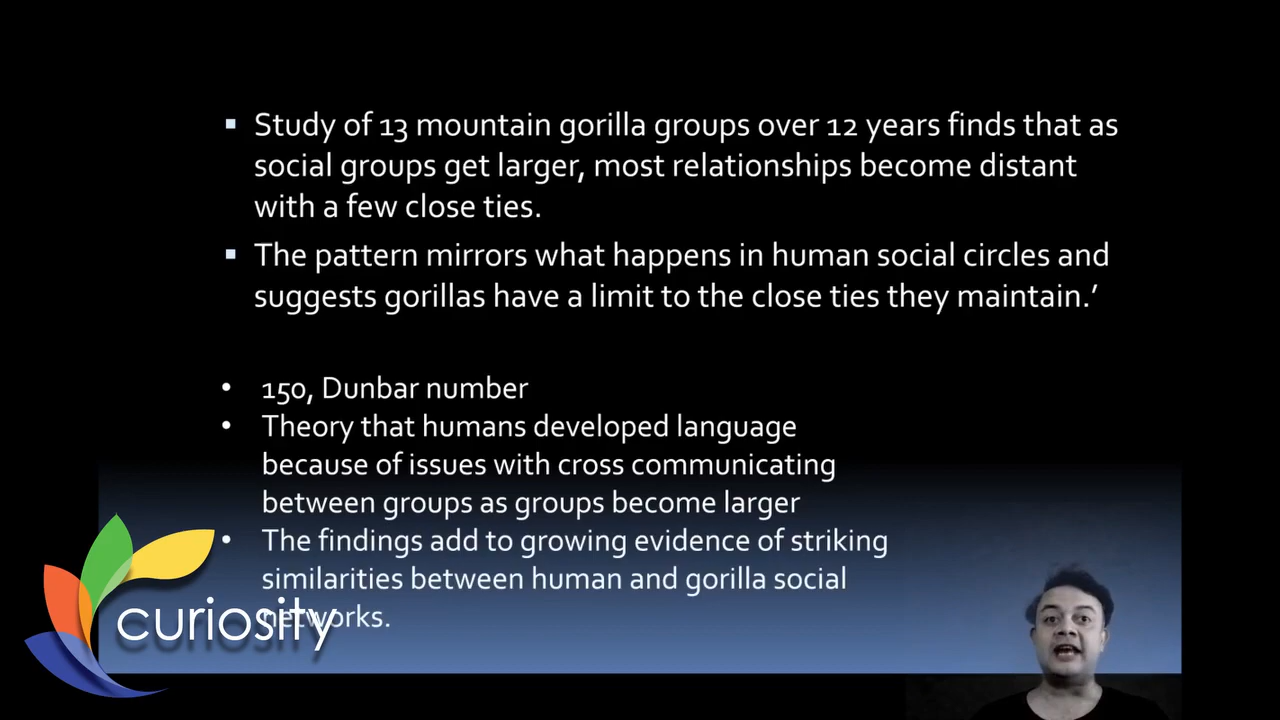 Study of 13 mountain gorilla groups over 12 years finds that as
social groups get larger, most relationships become distant
with a few close ties.
The pattern mirrors what happens in human social circles and
suggests gorillas have a limit to the close ties they maintain.’
150, Dunbar number
Theory that humans developed language
because of issues with cross communicating
between groups as groups become larger
The findings add to growing evidence of striking
similarities between human and gorilla social
networks.
curiosity